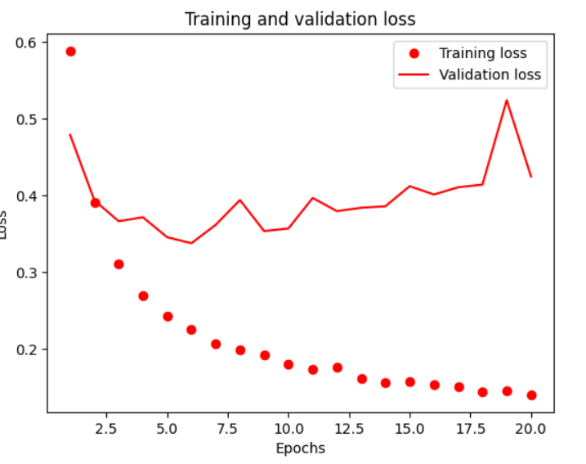 Training and validation loss
Training loss
Validation loss
0.6
0.5
0.4
0.3
0.2
Loss
2.5 5.0 7.5 10.0 12.5 15.0 17.5 20.0
Epochs